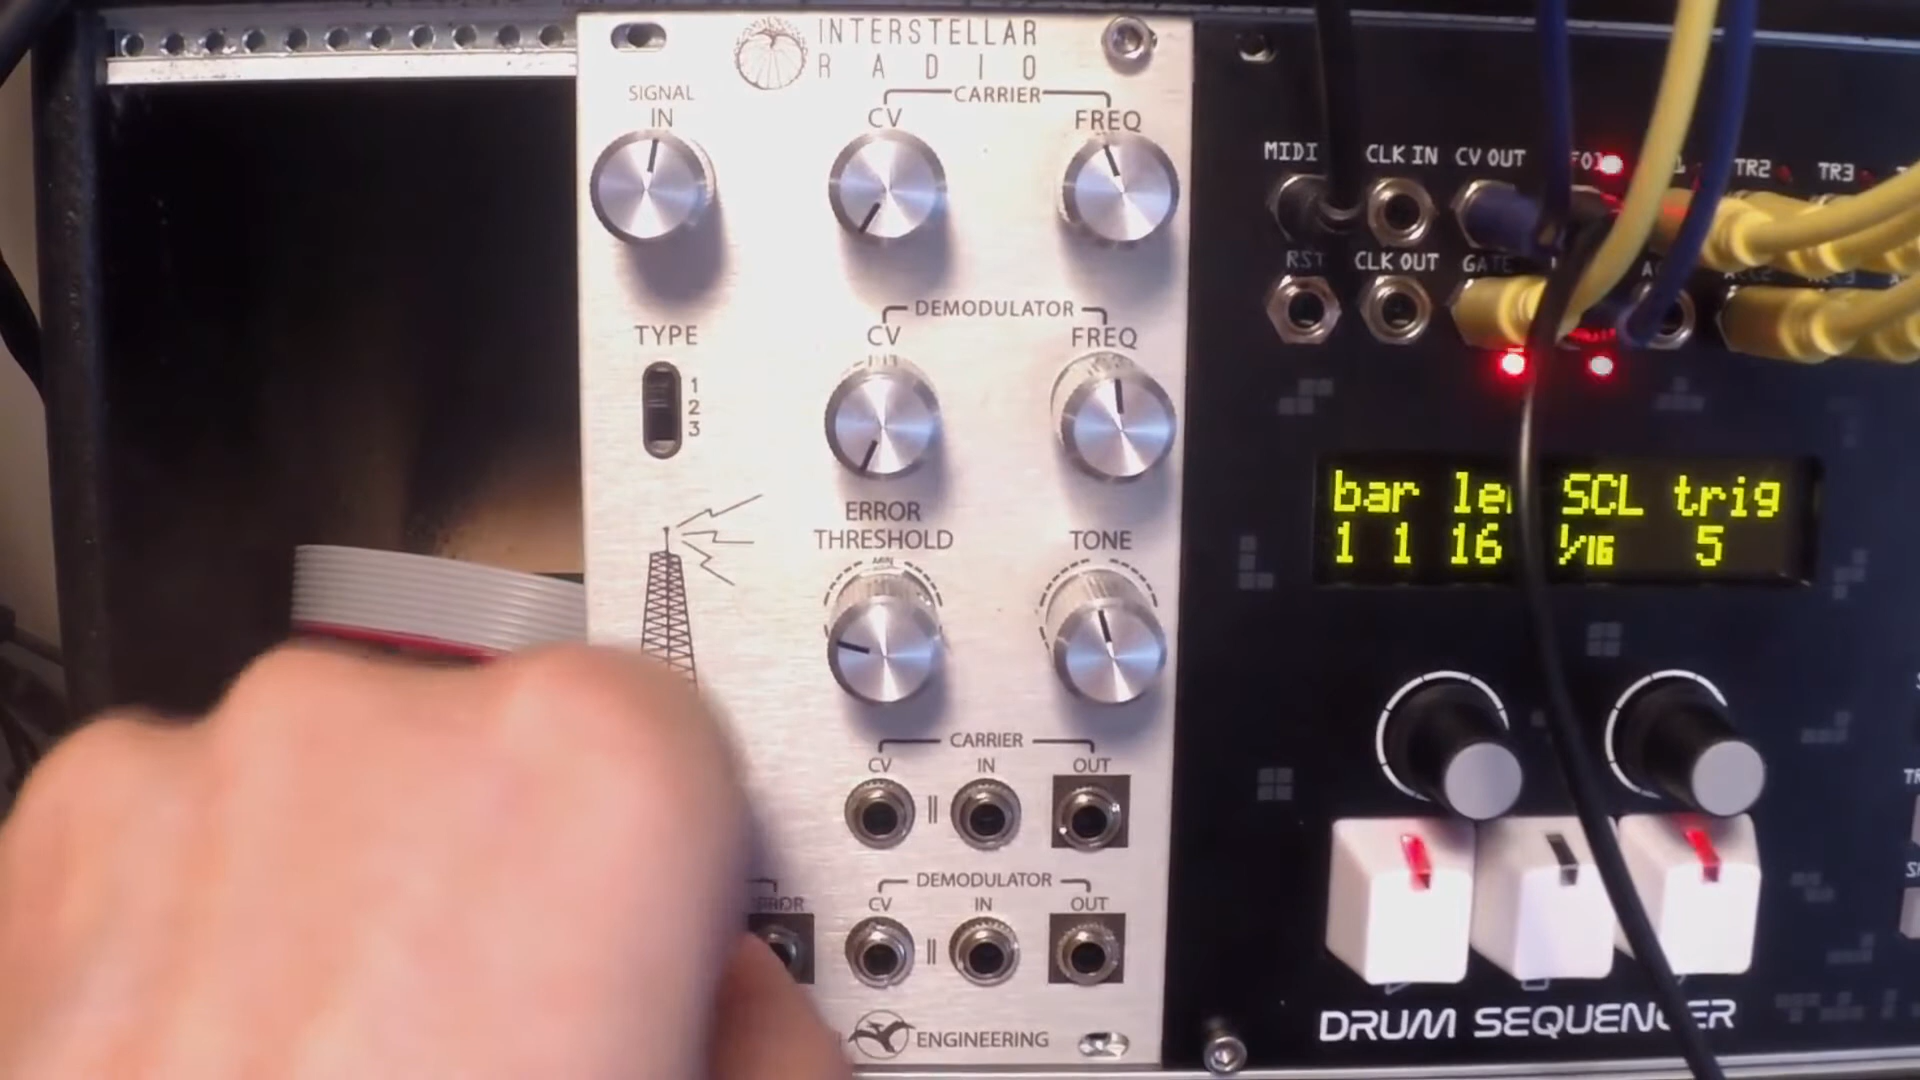 INTERSTELLAR
RADIO
SIGNAL
IN
CARRIER
CV
FREQ
TYPE
1
2
3
DEMODULATOR
CV
FREQ
ERROR
THRESHOLD
MIN
TONE
CARRIER
CV
IN
OUT
DEMODULATOR
CV
IN
OUT
ENGINEERING
MIDI
CLK IN
CV OUT
TR2
TR3
RST
CLK OUT
bar SCL trig
1 1 16 1/16 5
DRUM SEQUENCER